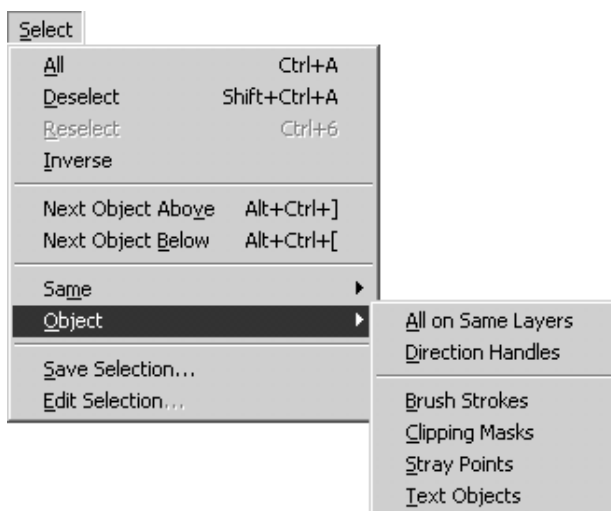 Select
All Ctrl+A
Deselect Shift+Ctrl+A
Reselect Ctrl+6
Inverse
Next Object Above Alt+Ctrl+]
Next Object Below Alt+Ctrl+[
Same
Object
All on Same Layers
Direction Handles
Save Selection...
Edit Selection...
Brush Strokes
Clipping Masks
Stray Points
Text Objects